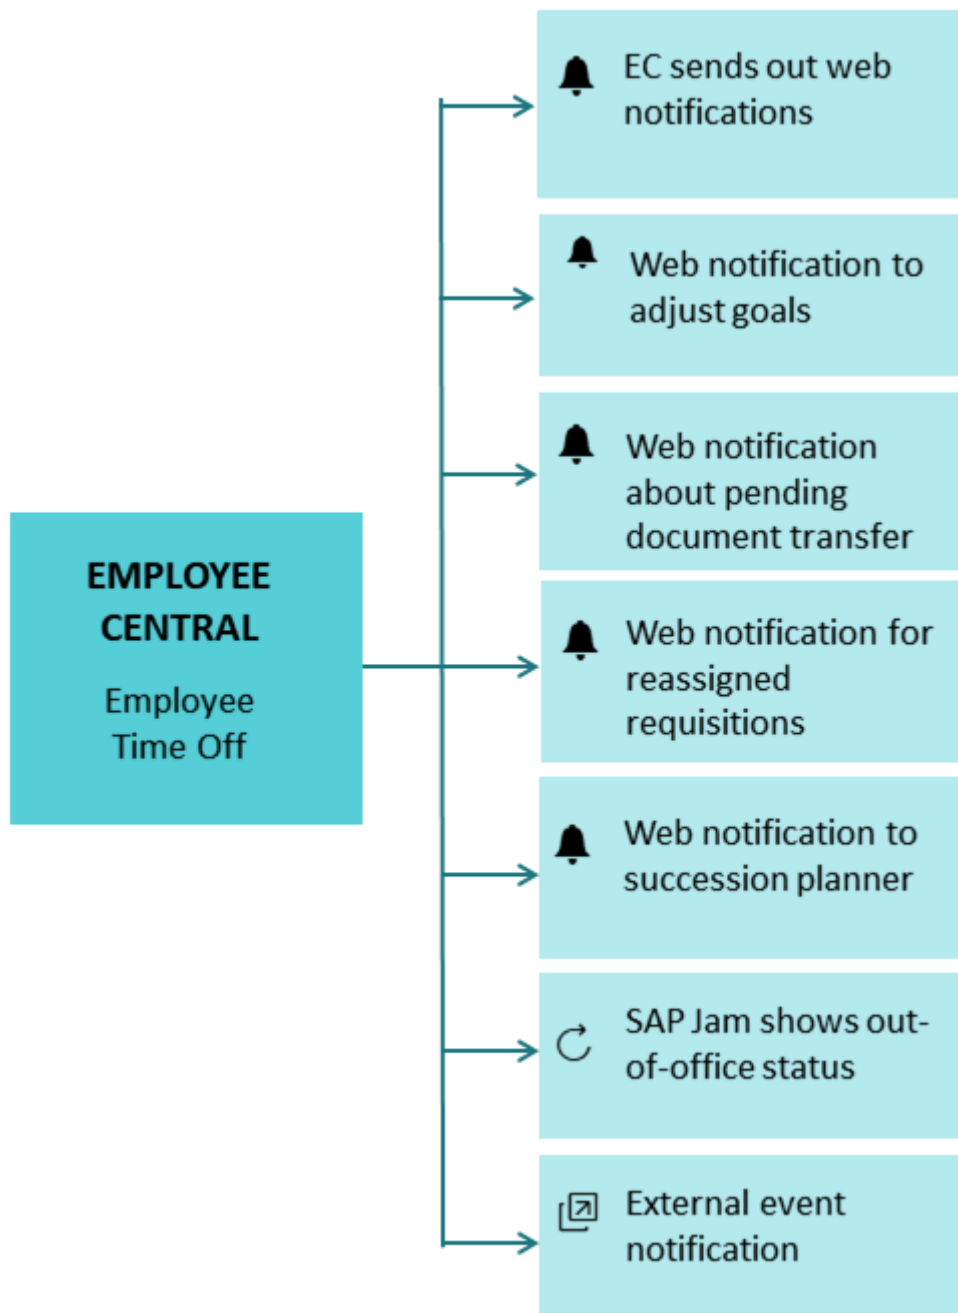 EMPLOYEE
CENTRAL
Employee
Time Off
EC sends out web
notifications
Web notification to
adjust goals
Web notification
about pending
document transfer
Web notification for
reassigned
requisitions
Web notification to
succession planner
SAP Jam shows out-
of-office status
External event
notification